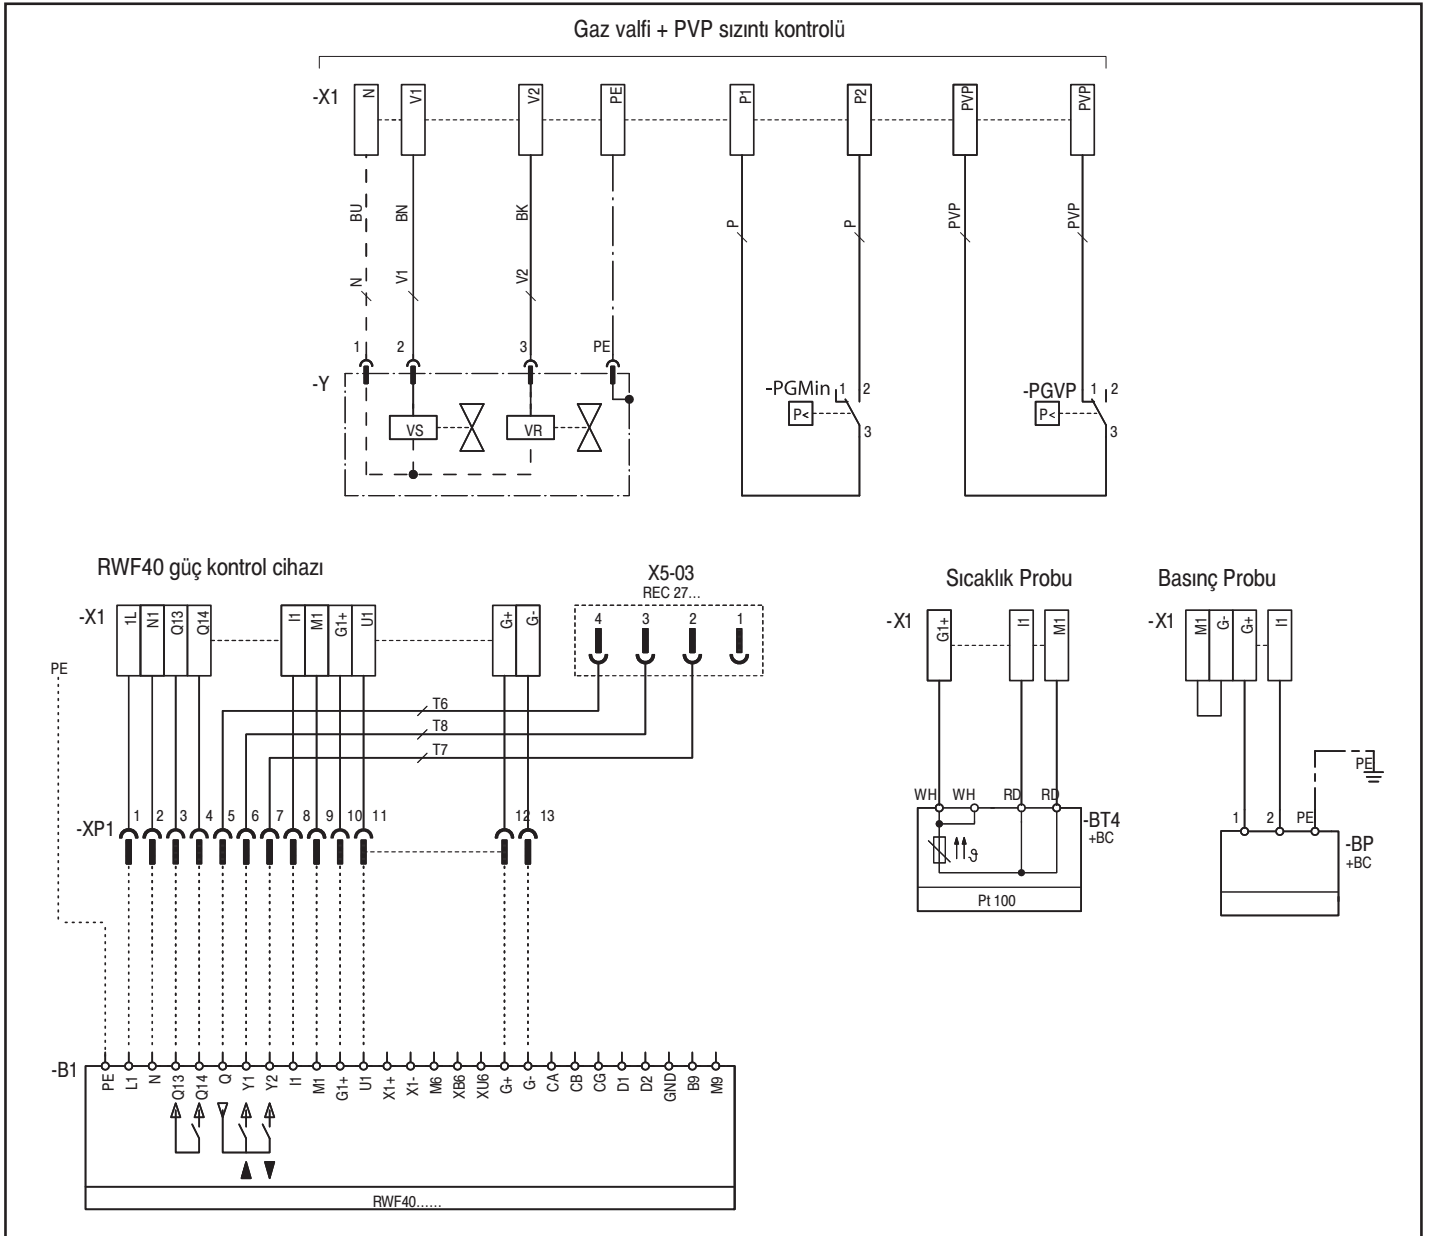 Gaz valfi + PVP sızıntı kontrolü
-X1 N V1 V2 PE P1 P2 PVP PVP
BU BN BK P P PVP PVP
N V1 V2
1 2 3 PE
-Y
VS VR
-PGMin 1 2
P<
3
-PGVP 1 2
P<
3
RWF40 güç kontrol cihazı
X5-03
REC 27...
-X1 1L N1 Q13 Q14 I1 M1 G1+ U1 G+ G-
4 3 2 1
PE
T6
T8
T7
-XP1 1 2 3 4 5 6 7 8 9 10 11 12 13
-B1
PE L1 N Q13 Q14 Q Y1 Y2 I1 M1 G1+ U1 X1+ X1- M6 XB6 XU6 G+ G- CA CB CG D1 D2 GND B9 M9
RWF40......
Sıcaklık Probu
-X1 G1+ I1 M1
WH WH RD RD
-BT4
+BC
ϑ
Pt 100
Basınç Probu
-X1 M1 G- G+ I1
PE
1 2 PE
-BP
+BC